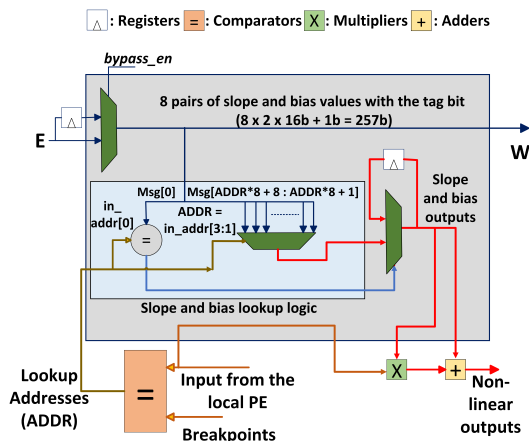 : Registers = : Comparators X : Multipliers + : Adders
bypass_en
8 pairs of slope and bias values with the tag bit
(8 x 2 x 16b + 1b = 257b)
E
W
Msg[0] Msg[ADDR*8 + 8 : ADDR*8 + 1]
in_
addr[0]
ADDR =
in_addr[3:1]
=
Slope
and bias
outputs
Slope and bias lookup logic
Lookup
Addresses
(ADDR)
=
Input from the
local PE
Breakpoints
X
+
Non-
linear
outputs